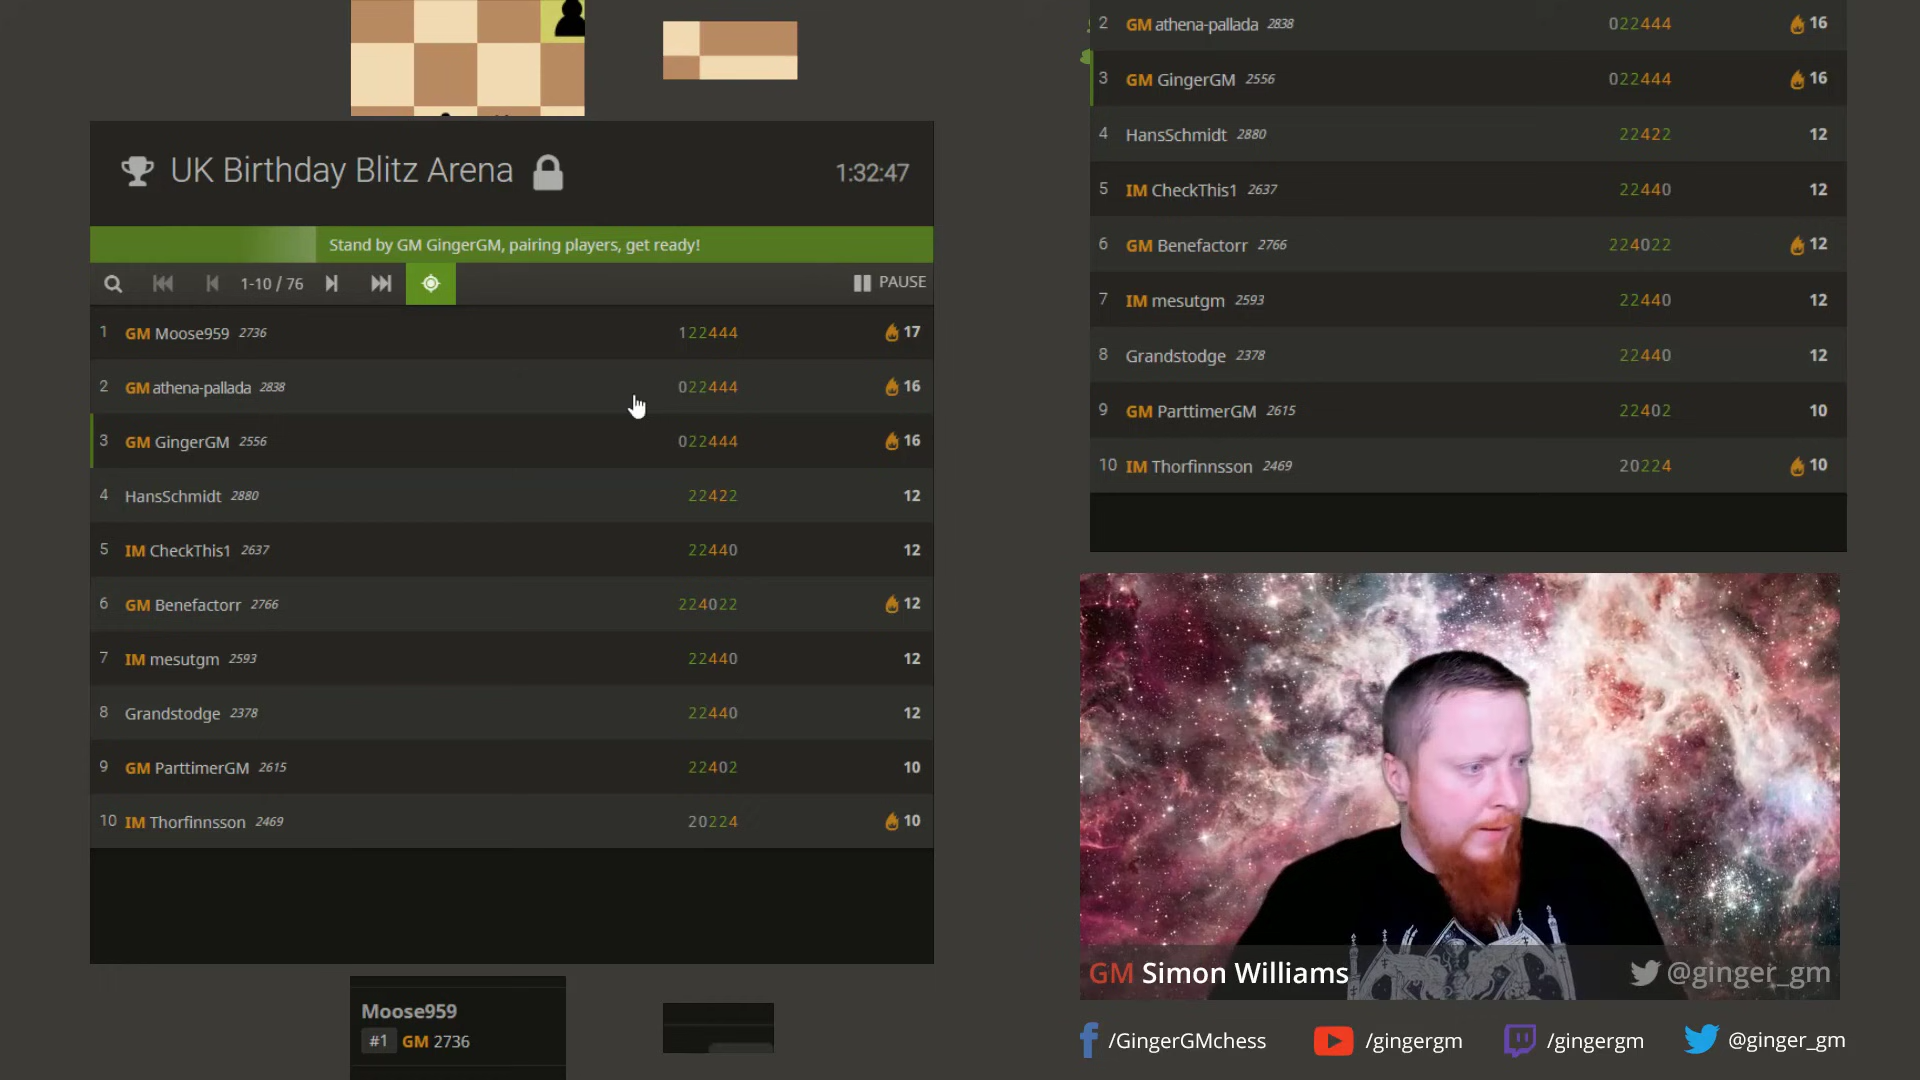 UK Birthday Blitz Arena 1:32:47
Stand by GM GingerGM, pairing players, get ready!
1-10 / 76 PAUSE
1 GM Moose959 2736 122444 17
2 GM athena-pallada 2838 022444 16
3 GM GingerGM 2556 022444 16
4 HansSchmidt 2880 22422 12
5 IM CheckThis1 2637 22440 12
6 GM Benefactorr 2766 224022 12
7 IM mesutgm 2593 22440 12
8 Grandstodge 2378 22440 12
9 GM ParttimerGM 2615 22402 10
10 IM Thorfinnsson 2469 20224 10
Moose959
#1 GM 2736
2 GM athena-pallada 2838 022444 16
3 GM GingerGM 2556 022444 16
4 HansSchmidt 2880 22422 12
5 IM CheckThis1 2637 22440 12
6 GM Benefactorr 2766 224022 12
7 IM mesutgm 2593 22440 12
8 Grandstodge 2378 22440 12
9 GM ParttimerGM 2615 22402 10
10 IM Thorfinnsson 2469 20224 10
GM Simon Williams @ginger_gm
/GingerGMchess /gingergm /gingergm @ginger_gm